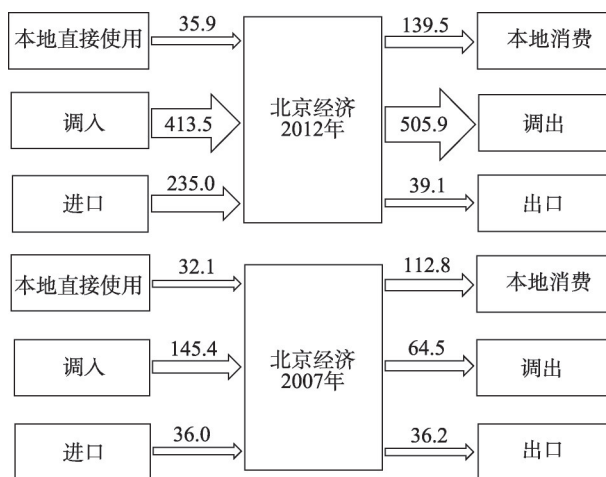 本地直接使用
35.9
139.5
本地消费
调入
413.5
北京经济
2012年
505.9
调出
进口
235.0
39.1
出口
本地直接使用
32.1
112.8
本地消费
调入
145.4
北京经济
2007年
64.5
调出
进口
36.0
36.2
出口